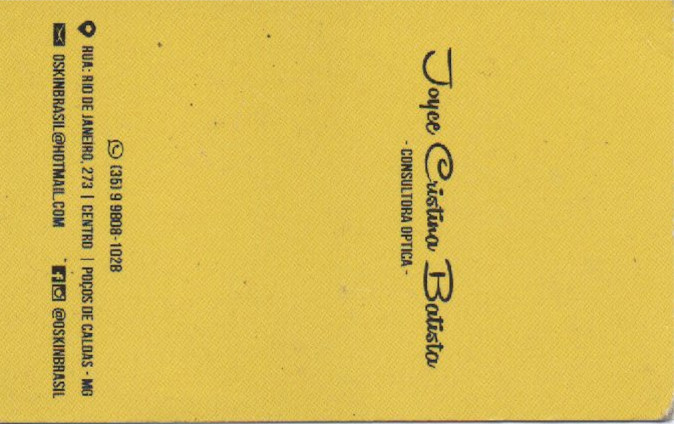 Joyce Cristina Batista
- CONSULTORA OPTICA -
(35) 9 9808-1028
RUA: RIO DE JANEIRO, 273 | CENTRO | POÇOS DE CALDAS - MG
OSKINBRASIL@HOTMAIL.COM @OSKINBRASIL